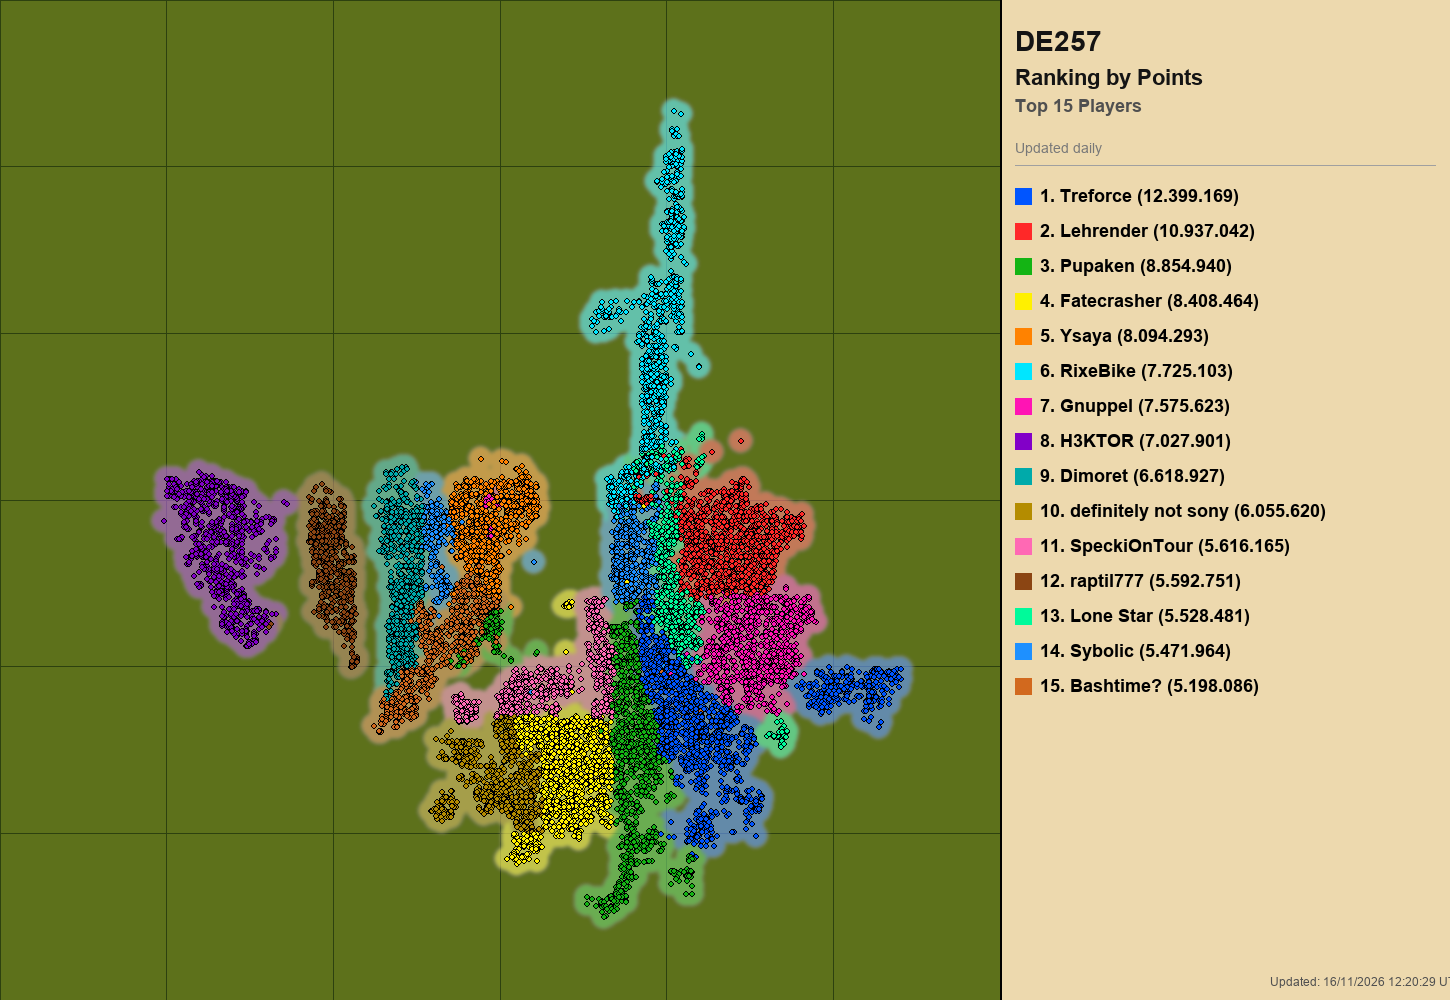 DE257
Ranking by Points
Top 15 Players
Updated daily
1. Treforce (12.399.169)
2. Lehrender (10.937.042)
3. Pupaken (8.854.940)
4. Fatecrasher (8.408.464)
5. Ysaya (8.094.293)
6. RixeBike (7.725.103)
7. Gnuppel (7.575.623)
8. H3KTOR (7.027.901)
9. Dimoret (6.618.927)
10. definitely not sony (6.055.620)
11. SpeckiOnTour (5.616.165)
12. raptil777 (5.592.751)
13. Lone Star (5.528.481)
14. Sybolic (5.471.964)
15. Bashtime? (5.198.086)
Updated: 16/11/2026 12:20:29